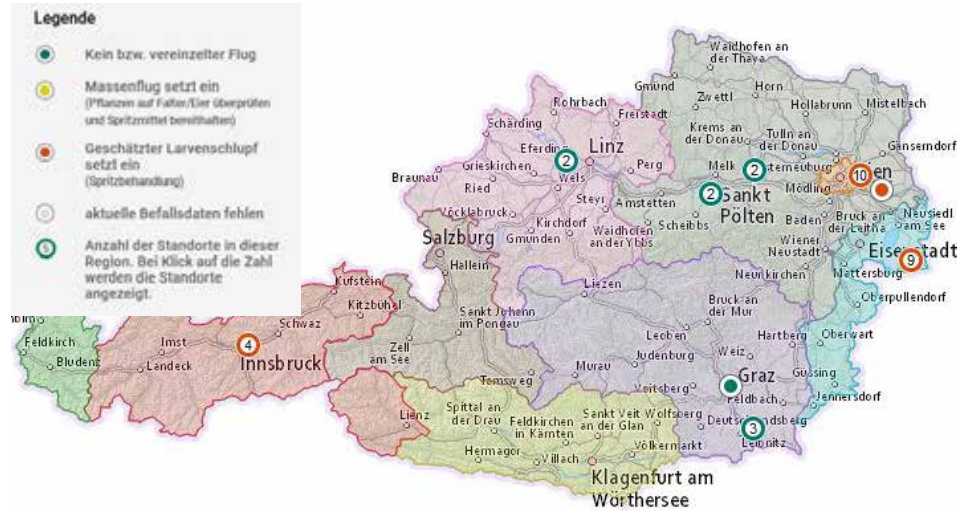 Legende
Kein bzw. vereinzelter Flug
Massenflug setzt ein
(Pflanzen auf Falter/Eier überprüfen
und Spritzmittel bereithalten)
Geschätzter Larvenschlupf
setzt ein
(Spritzbehandlung)
aktuelle Befallsdaten fehlen
5
Anzahl der Standorte in dieser
Region. Bei Klick auf die Zahl
werden die Standorte
angezeigt.
Waidhofen an
der Thaya
Gmünd
Zwettl
Horn
Hollabrunn
Mistelbach
Rohrbach
Freistadt
Schärding
Krems an
der Donau
Tulln an
der Donau
Gänserndorf
Eferding
2
Linz
Perg
Melk
2
10
en
Braunau
Grieskirchen
Wels
Ried
Steyr
Amstetten
2
Sankt
Pölten
Mödling
Vöcklabruck
Kirchdorf
Gmunden
Waidhofen
an der Ybbs
Scheibbs
Baden
Bruck an
der Leitha
Neusiedl
am See
Salzburg
Hallein
Wiener
Neustadt
9
Mattersburg
Kufstein
Kitzbühel
Liezen
Neunkirchen
Oberpullendorf
Schwaz
Sankt Johann
im Pongau
Bruck an
der Mur
Feldkirch
Imst
4
Innsbruck
Leoben
Hartberg
Oberwart
Bludenz
Landeck
Zell
am See
Murau
Judenburg
Weiz
Tamsweg
Voitsberg
Graz
Feldbach
Güssing
Jennersdorf
Lienz
Spittal an
der Drau
Feldkirchen
in Kärnten
Sankt Veit
an der Glan
Wolfsberg
3
Leibnitz
Hermagor
Villach
Völkermarkt
Klagenfurt am
Wörthersee